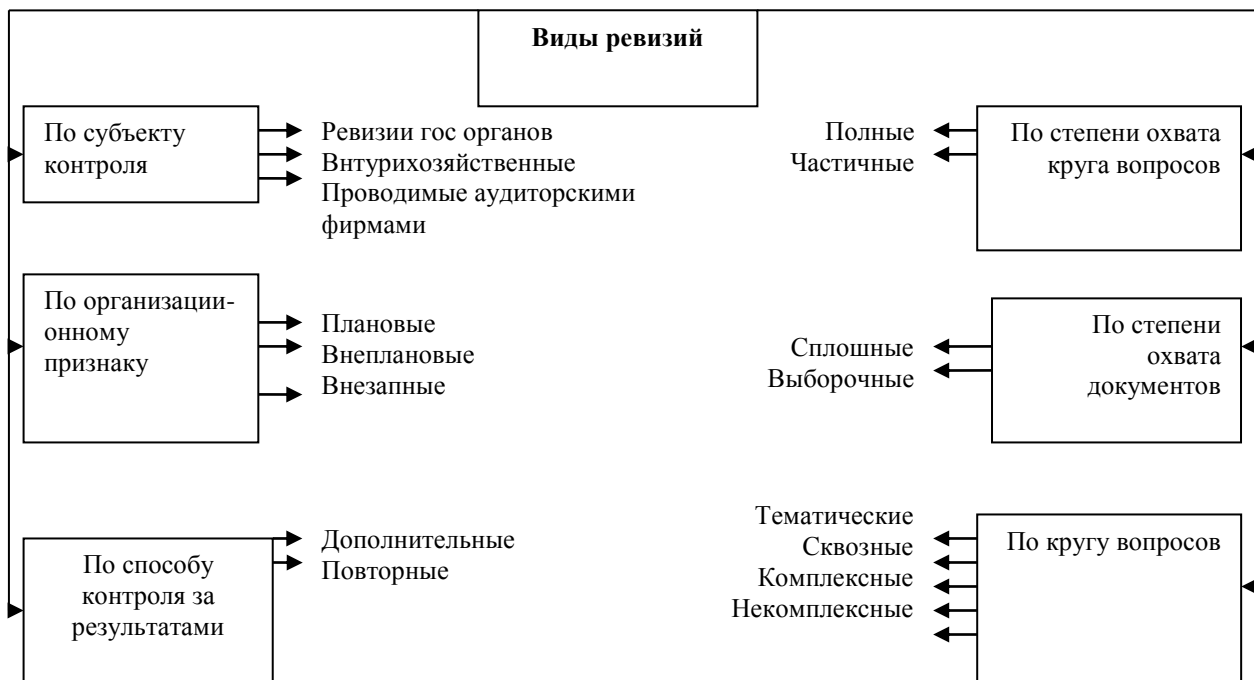 Виды ревизий
По субъекту
контроля
Ревизии гос органов
Внтурихозяйственные
Проводимые аудиторскими
фирмами
Полные
Частичные
По степени охвата
круга вопросов
По организаци-
онному
признаку
Плановые
Внеплановые
Внезапные
Сплошные
Выборочные
По степени
охвата
документов
По способу
контроля за
результатами
Дополнительные
Повторные
Тематические
Сквозные
Комплексные
Некомплексные
По кругу вопросов